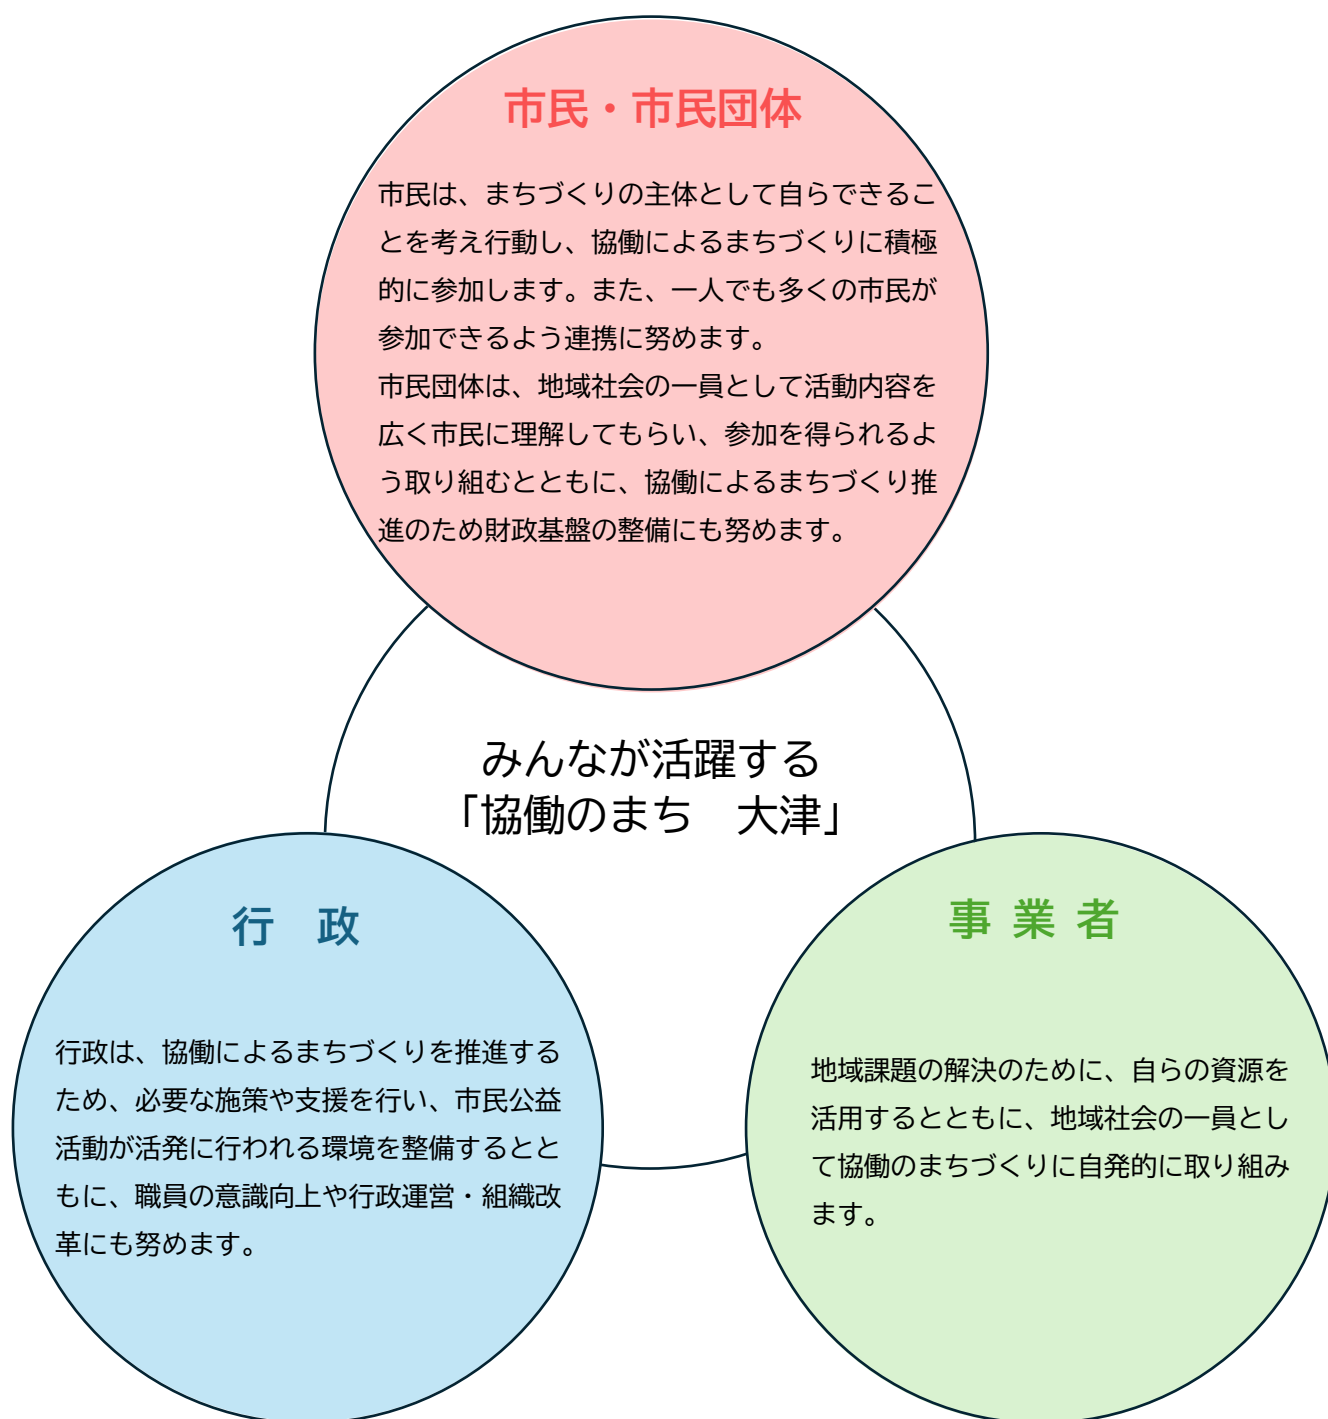 市民・市民団体
市民は、まちづくりの主体として自らできるこ
とを考え行動し、協働によるまちづくりに積極
的に参加します。また、一人でも多くの市民が
参加できるよう連携に努めます。
市民団体は、地域社会の一員として活動内容を
広く市民に理解してもらい、参加を得られるよ
う取り組むとともに、協働によるまちづくり推
進のため財政基盤の整備にも努めます。
みんなが活躍する
「協働のまち　大津」
行　政
行政は、協働によるまちづくりを推進する
ため、必要な施策や支援を行い、市民公益
活動が活発に行われる環境を整備するとと
もに、職員の意識向上や行政運営・組織改
革にも努めます。
事 業 者
地域課題の解決のために、自らの資源を
活用するとともに、地域社会の一員とし
て協働のまちづくりに自発的に取り組み
ます。